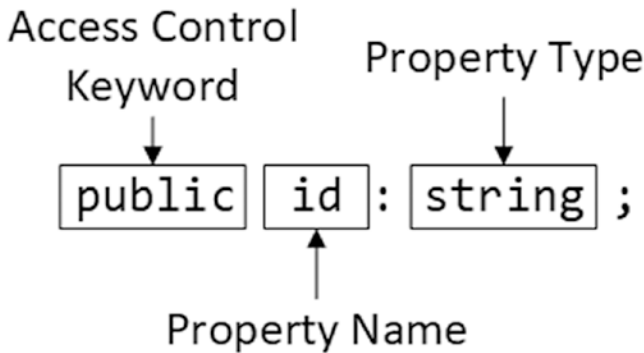 Access Control
Keyword
Property Type
public id : string ;
Property Name